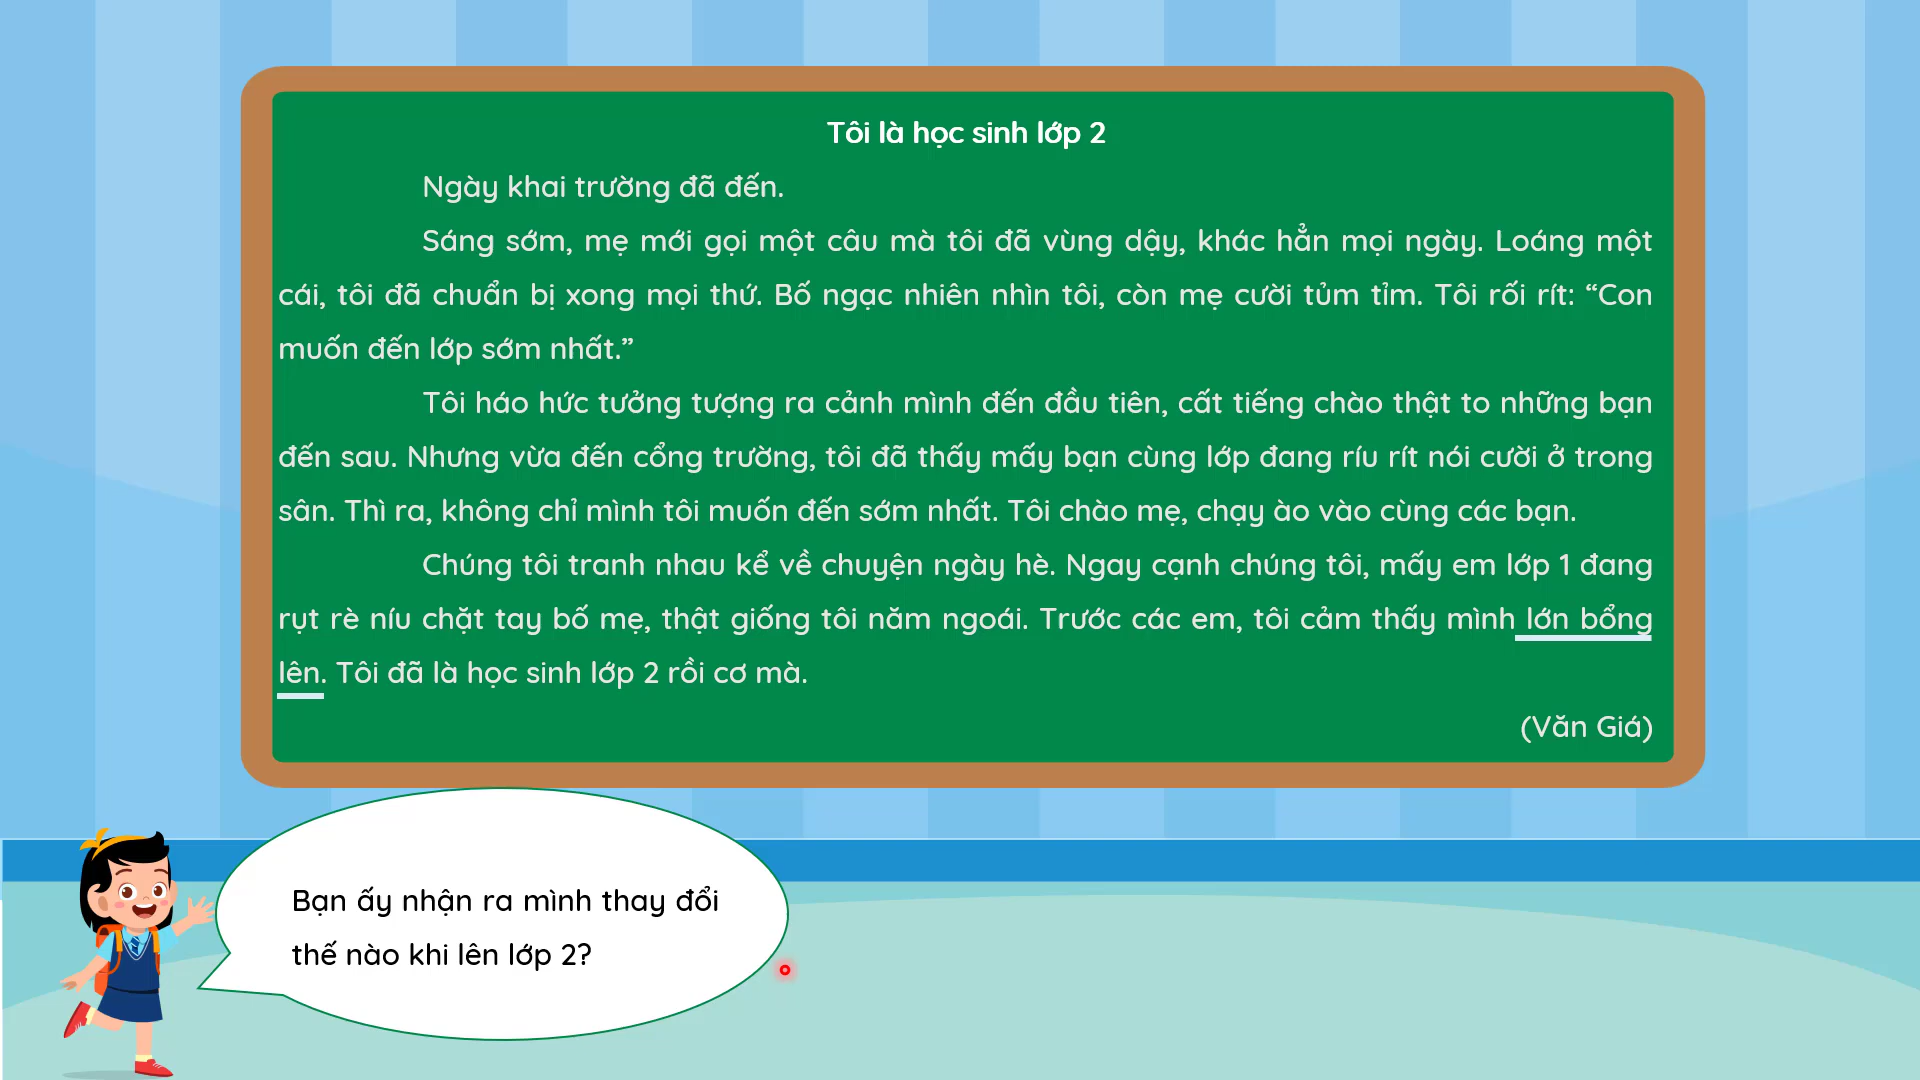 Tôi là học sinh lớp 2
Ngày khai trường đã đến.
Sáng sớm, mẹ mới gọi một câu mà tôi đã vùng dậy, khác hẳn mọi ngày. Loáng một
cái, tôi đã chuẩn bị xong mọi thứ. Bố ngạc nhiên nhìn tôi, còn mẹ cười tủm tỉm. Tôi rối rít: “Con
muốn đến lớp sớm nhất.”
Tôi háo hức tưởng tượng ra cảnh mình đến đầu tiên, cất tiếng chào thật to những bạn
đến sau. Nhưng vừa đến cổng trường, tôi đã thấy mấy bạn cùng lớp đang ríu rít nói cười ở trong
sân. Thì ra, không chỉ mình tôi muốn đến sớm nhất. Tôi chào mẹ, chạy ào vào cùng các bạn.
Chúng tôi tranh nhau kể về chuyện ngày hè. Ngay cạnh chúng tôi, mấy em lớp 1 đang
rụt rè níu chặt tay bố mẹ, thật giống tôi năm ngoái. Trước các em, tôi cảm thấy mình lớn bổng
lên. Tôi đã là học sinh lớp 2 rồi cơ mà.
(Văn Giá)
Bạn ấy nhận ra mình thay đổi
thế nào khi lên lớp 2?